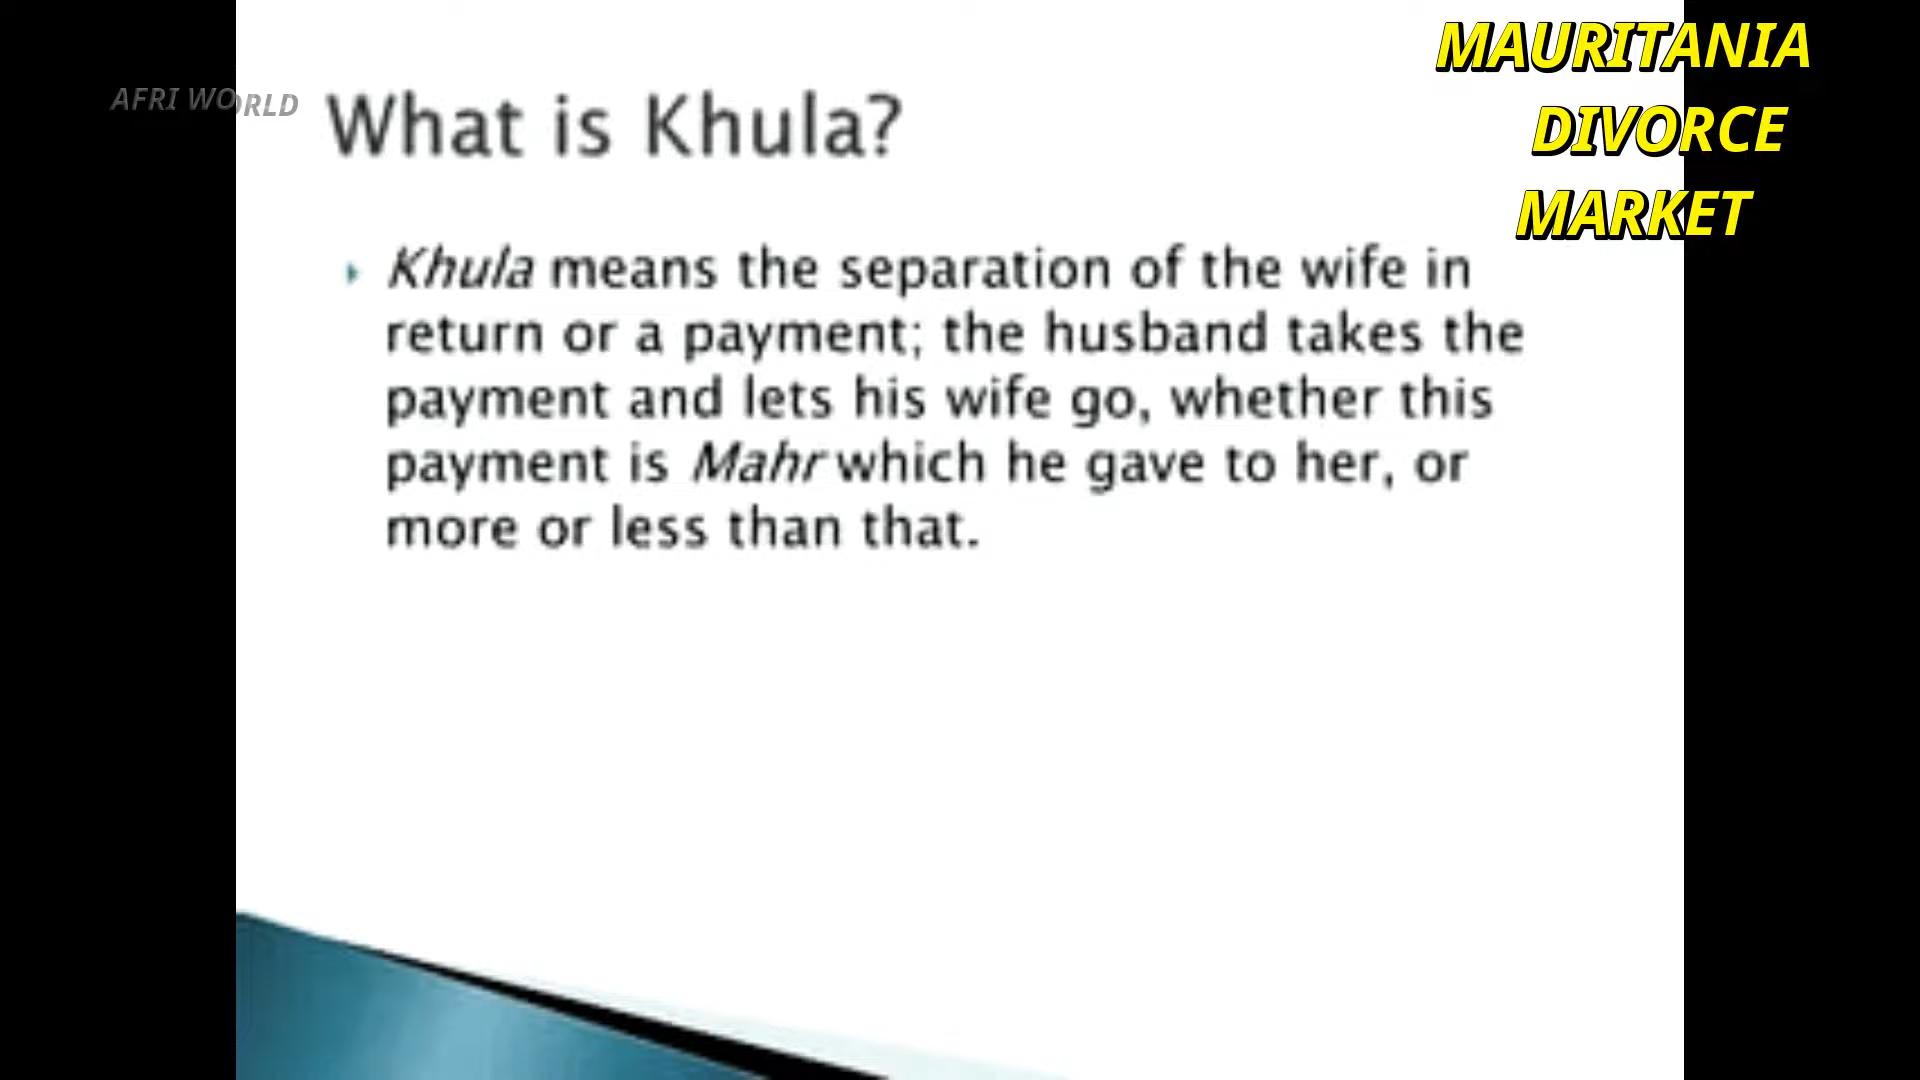 MAURITANIA
DIVORCE
MARKET
AFRI WORLD
What is Khula?
Khula means the separation of the wife in
return or a payment; the husband takes the
payment and lets his wife go, whether this
payment is Mahr which he gave to her, or
more or less than that.